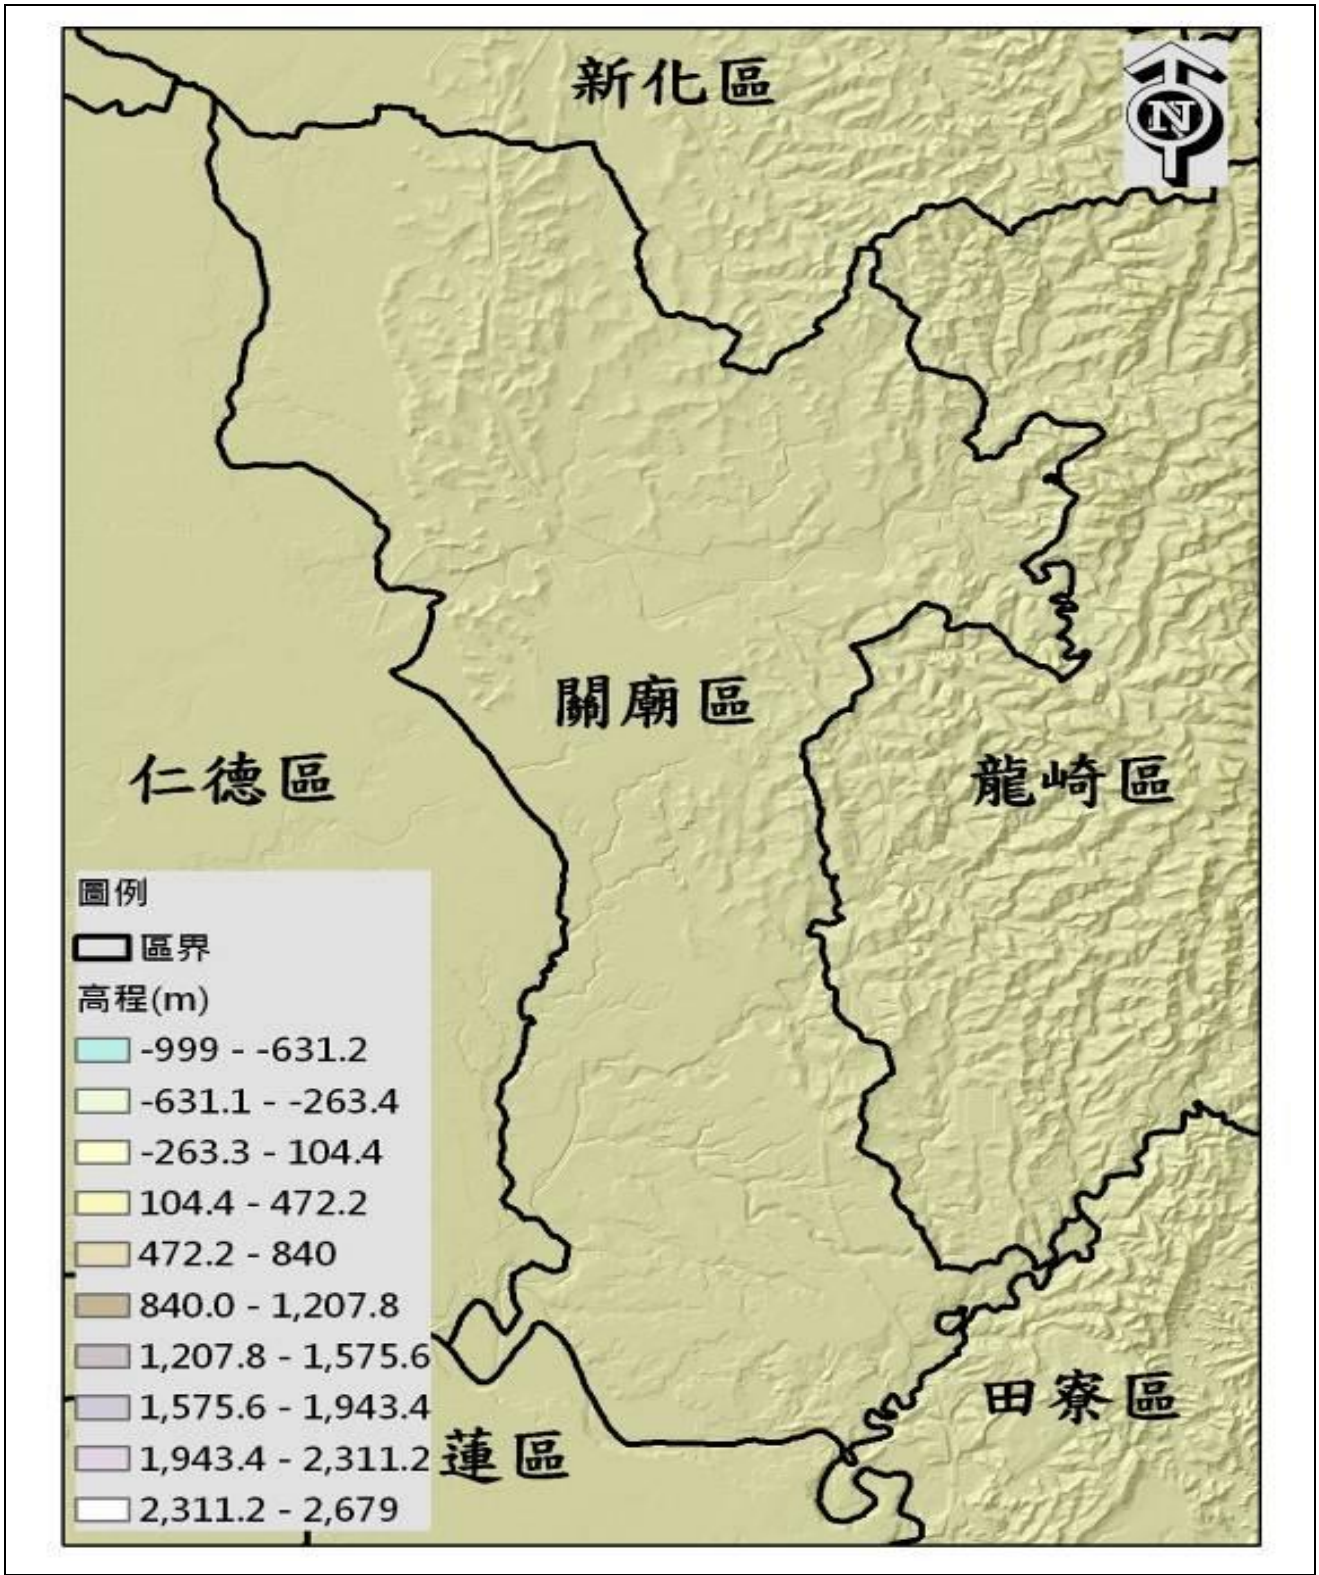 新化區
N
關廟區
仁德區
龍崎區
圖例
區界
高程(m)
-999 - -631.2
-631.1 - -263.4
-263.3 - 104.4
104.4 - 472.2
472.2 - 840
840.0 - 1,207.8
1,207.8 - 1,575.6
1,575.6 - 1,943.4
1,943.4 - 2,311.2
2,311.2 - 2,679
田寮區
蓮區